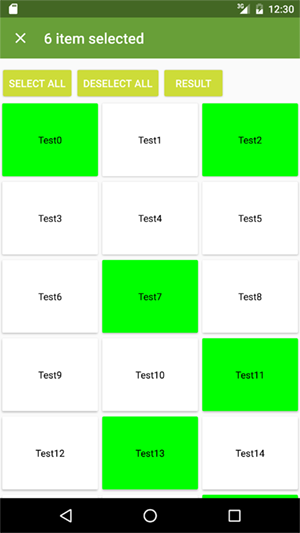 3G 12:30
6 item selected
SELECT ALL DESELECT ALL RESULT
Test0 Test1 Test2
Test3 Test4 Test5
Test6 Test7 Test8
Test9 Test10 Test11
Test12 Test13 Test14